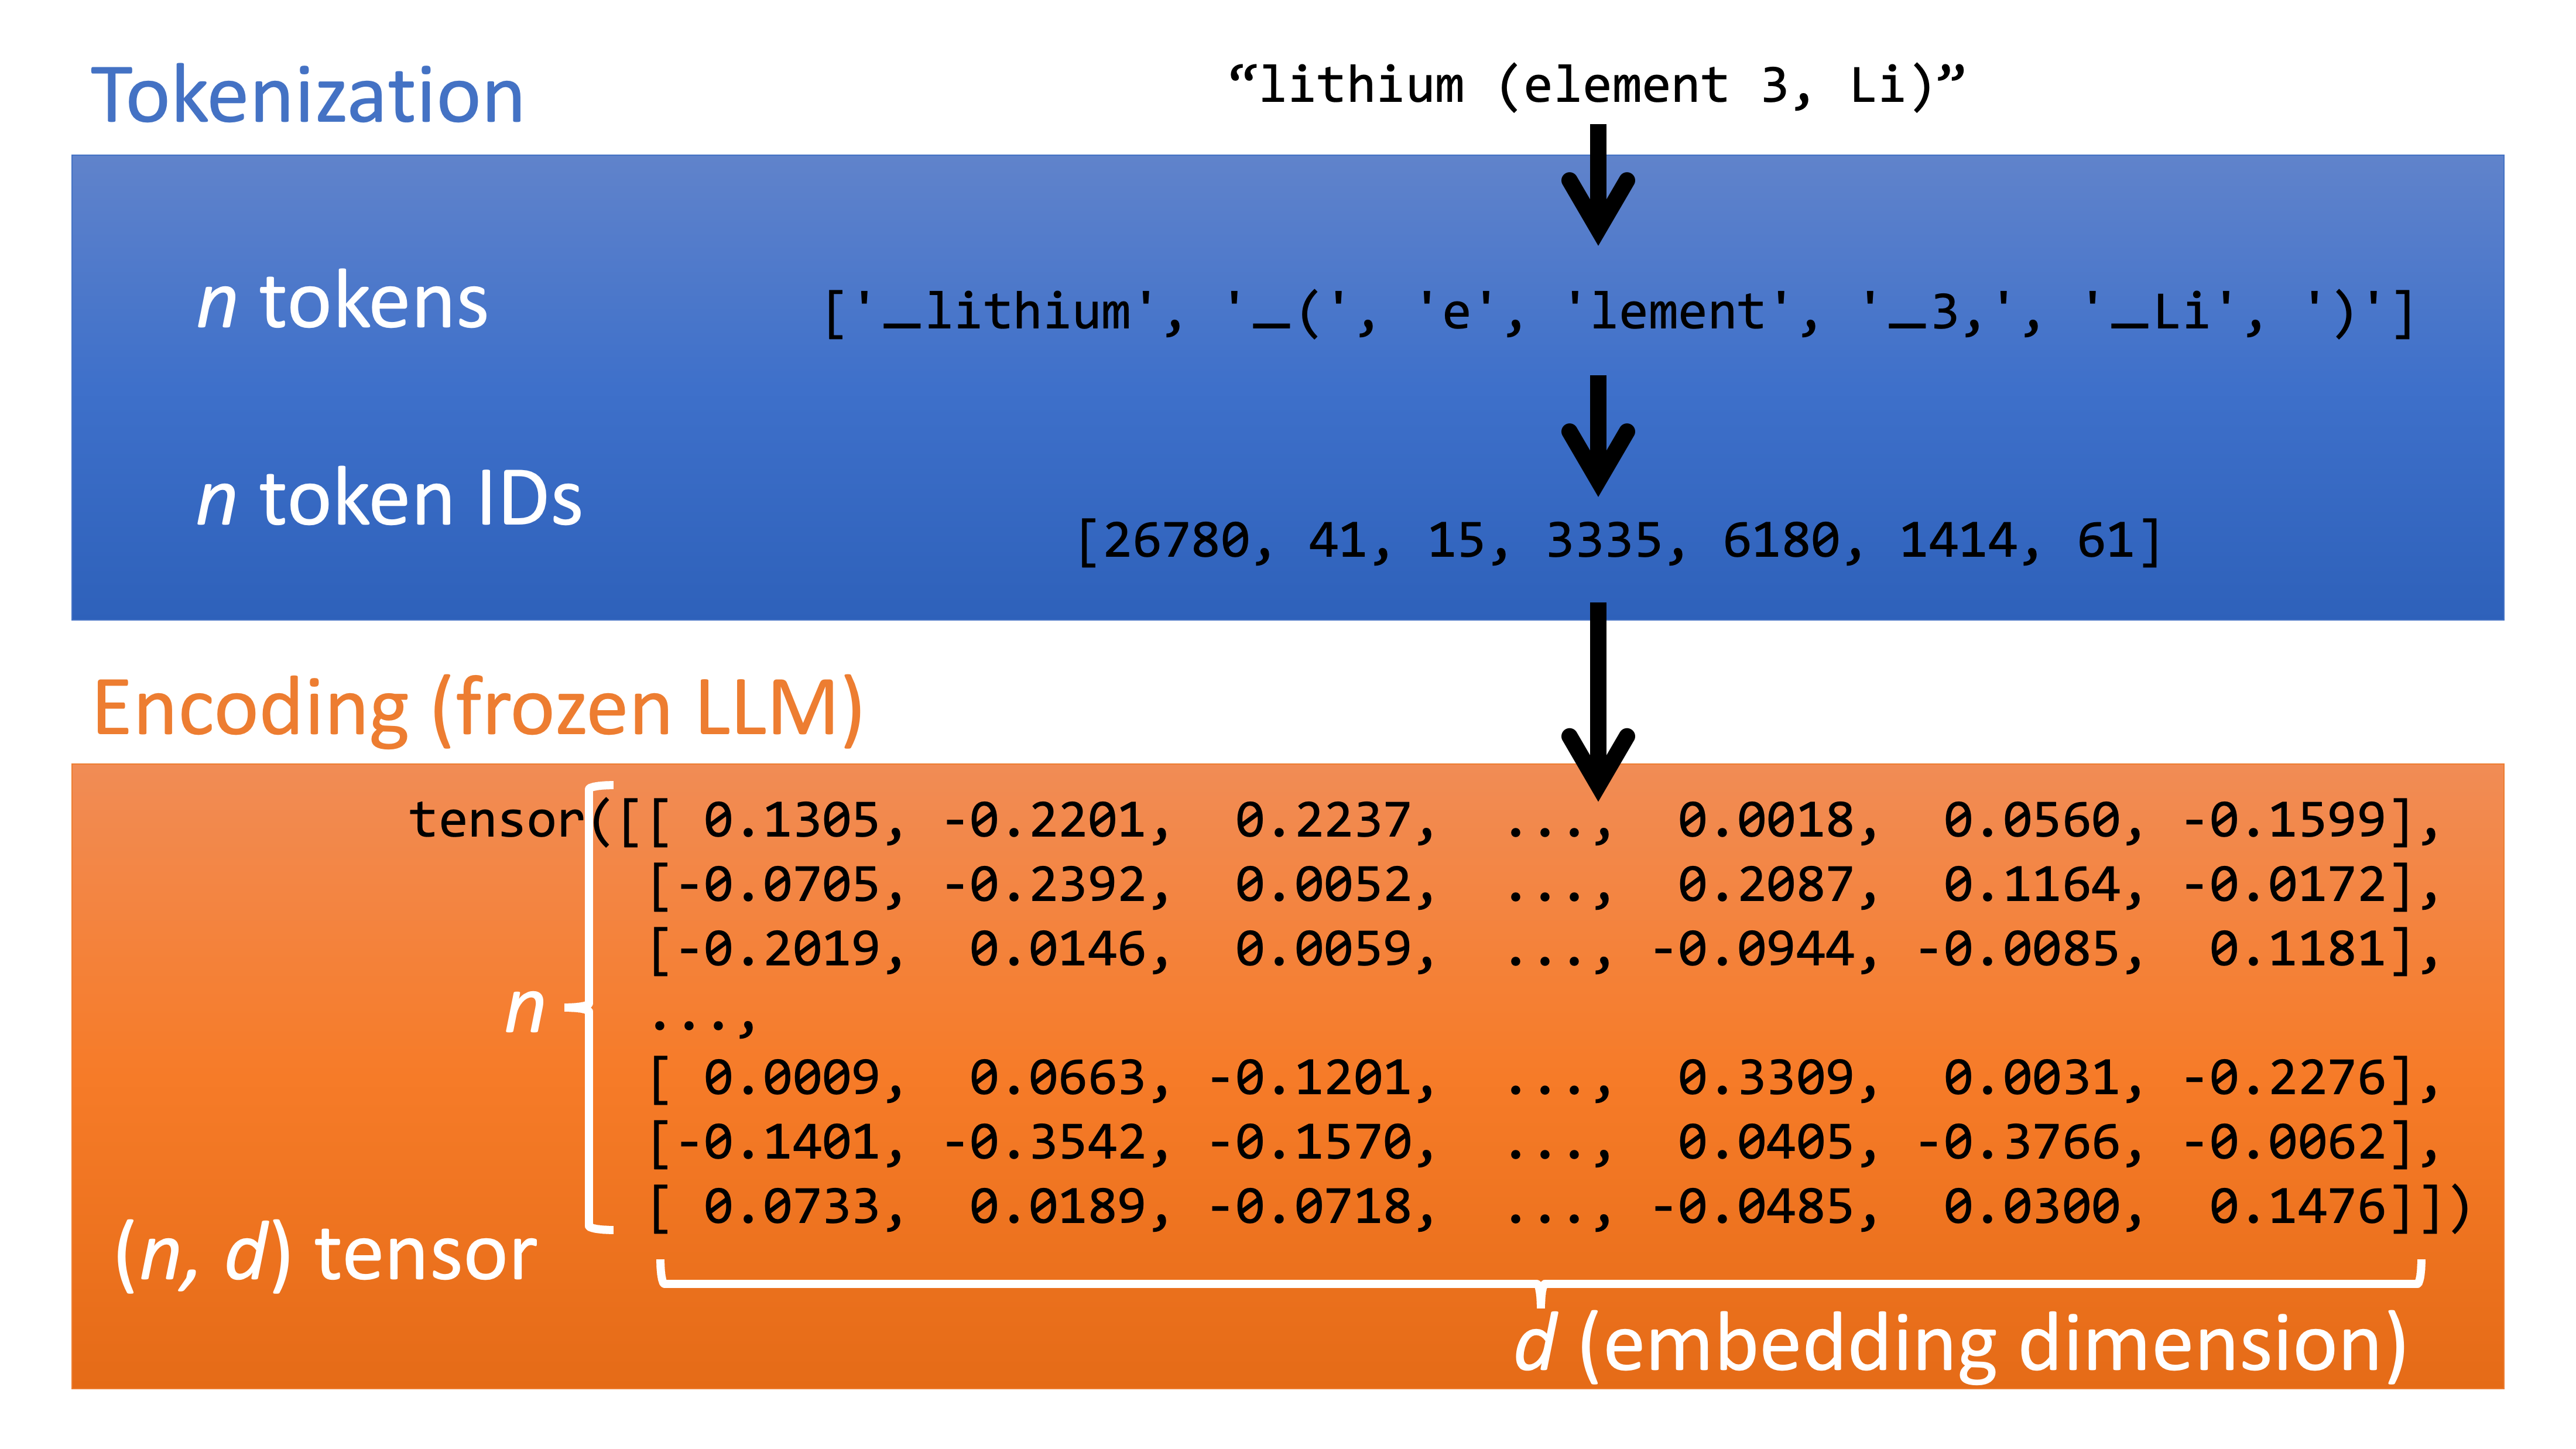 Tokenization
“lithium (element 3, Li)”
n tokens
['▁lithium', '▁(', 'e', 'lement', '▁3,', '▁Li', ')']
n token IDs
[26780, 41, 15, 3335, 6180, 1414, 61]
Encoding (frozen LLM)
tensor([[ 0.1305, -0.2201,  0.2237,  ...,  0.0018,  0.0560, -0.1599],
[-0.0705, -0.2392,  0.0052,  ...,  0.2087,  0.1164, -0.0172],
[-0.2019,  0.0146,  0.0059,  ..., -0.0944, -0.0085,  0.1181],
...,
[ 0.0009,  0.0663, -0.1201,  ...,  0.3309,  0.0031, -0.2276],
[-0.1401, -0.3542, -0.1570,  ...,  0.0405, -0.3766, -0.0062],
[ 0.0733,  0.0189, -0.0718,  ..., -0.0485,  0.0300,  0.1476]])
n
(n, d) tensor
d (embedding dimension)